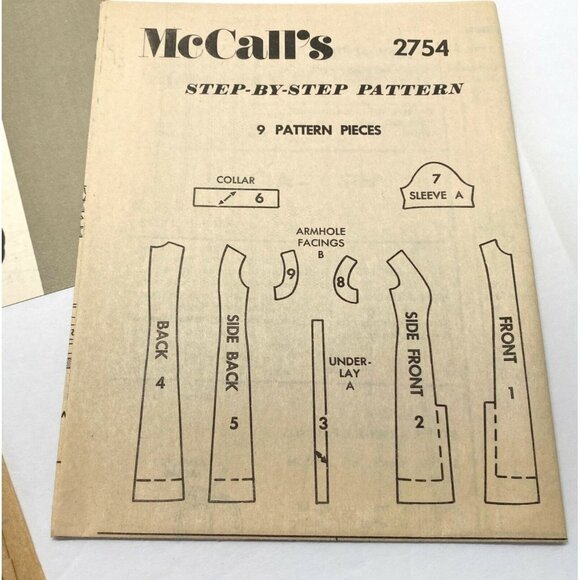 McCall's 2754
STEP-BY-STEP PATTERN
9 PATTERN PIECES
COLLAR
6
7
SLEEVE A
ARMHOLE
FACINGS
B
9
8
BACK
4
SIDE BACK
5
UNDER-
LAY
A
3
SIDE FRONT
2
FRONT
1